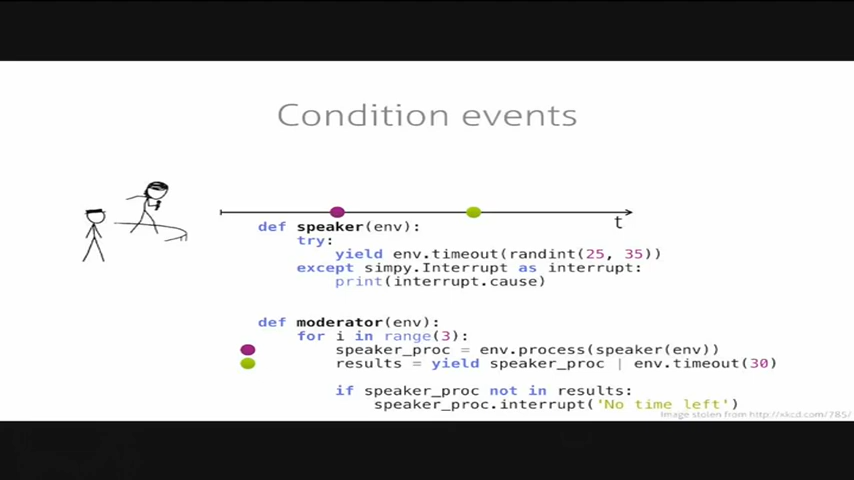 Condition events
t
def speaker(env):
try:
yield env.timeout(randint(25, 35))
except simpy.Interrupt as interrupt:
print(interrupt.cause)
def moderator(env):
for i in range(3):
speaker_proc = env.process(speaker(env))
results = yield speaker_proc | env.timeout(30)
if speaker_proc not in results:
speaker_proc.interrupt('No time left')
Image stolen from http://xkcd.com/785/